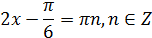 2x − π/6 = πn, n ∈ Z